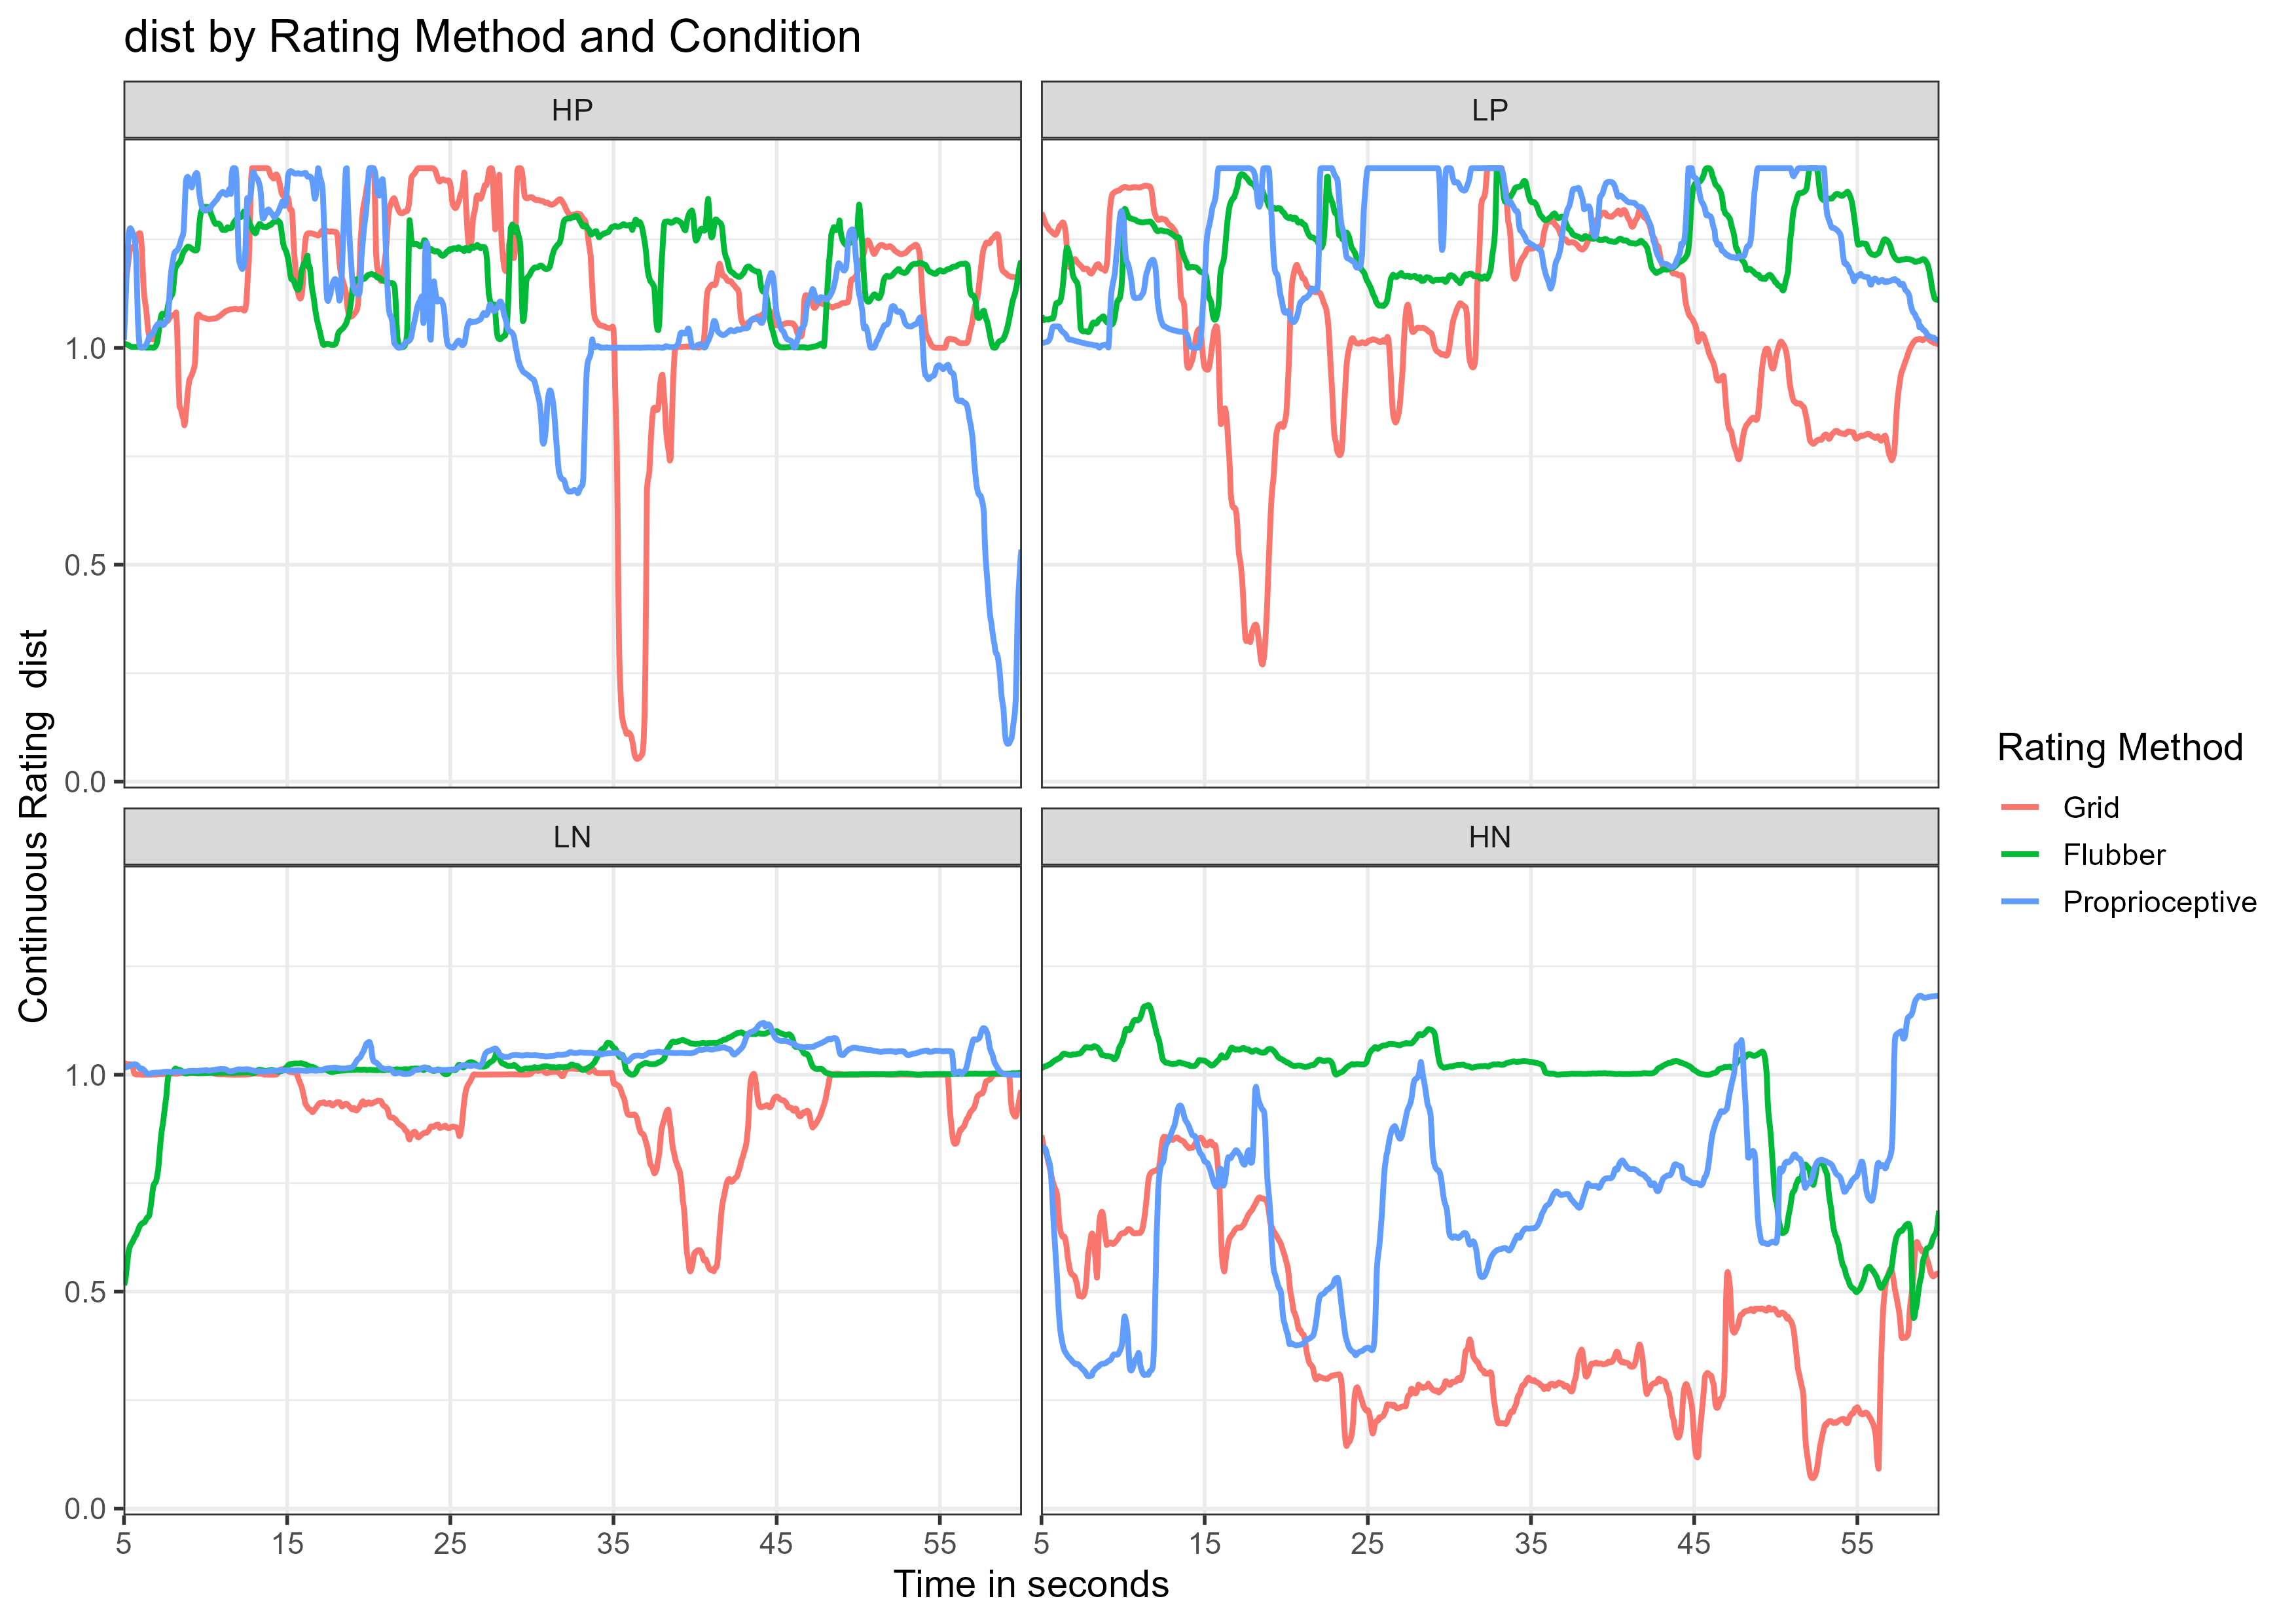 dist by Rating Method and Condition
HP
LP
1.0
0.5
0.0
LN
HN
1.0
0.5
0.0
5 15 25 35 45 55
5 15 25 35 45 55
Time in seconds
Continuous Rating  dist
Rating Method
Grid
Flubber
Proprioceptive